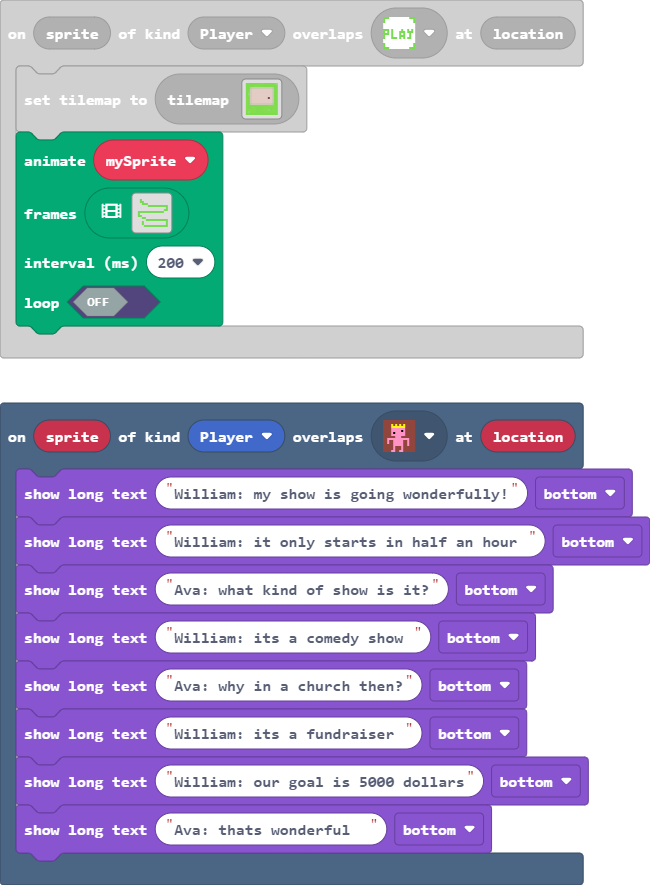 on sprite of kind Player overlaps PLAY at location
set tilemap to tilemap
animate mySprite
frames
interval (ms) 200
loop OFF
on sprite of kind Player overlaps at location
show long text "William: my show is going wonderfully!" bottom
show long text "William: it only starts in half an hour " bottom
show long text "Ava: what kind of show is it?" bottom
show long text "William: its a comedy show " bottom
show long text "Ava: why in a church then?" bottom
show long text "William: its a fundraiser " bottom
show long text "William: our goal is 5000 dollars" bottom
show long text "Ava: thats wonderful  " bottom